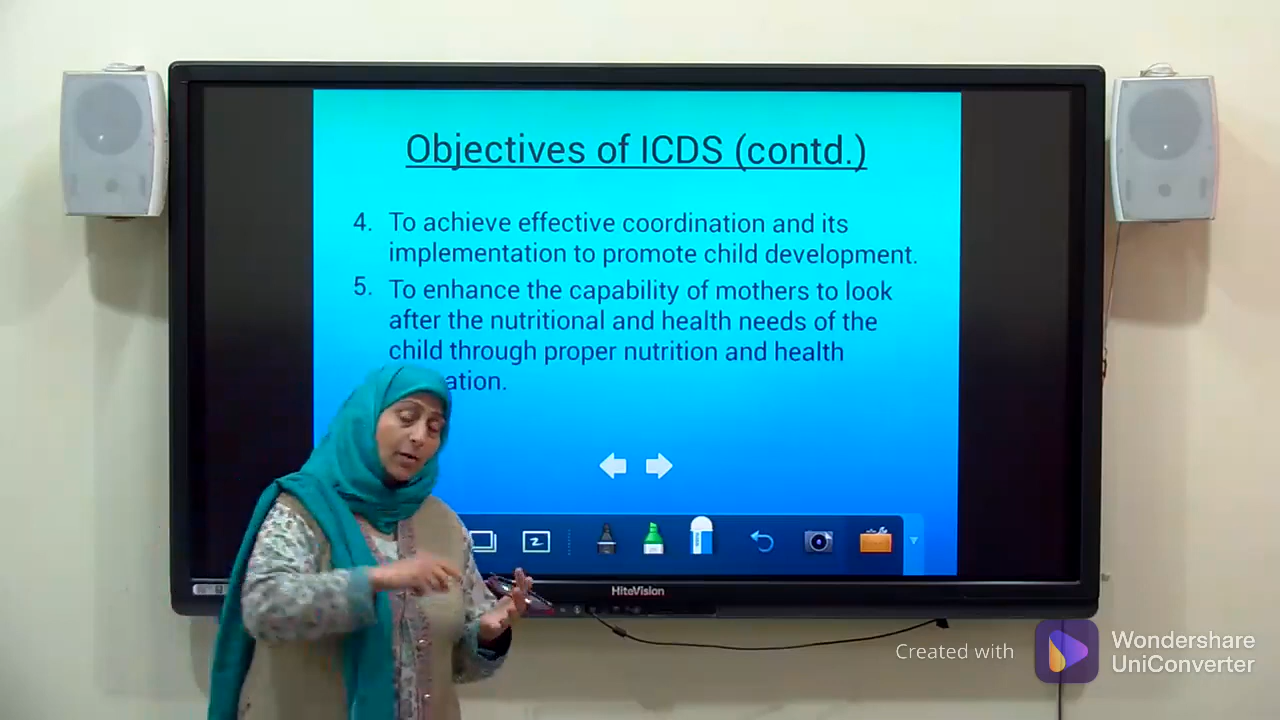 Objectives of ICDS (contd.)
4. To achieve effective coordination and its
implementation to promote child development.
5. To enhance the capability of mothers to look
after the nutritional and health needs of the
child through proper nutrition and health
ation.
2
HiteVision
Created with
Wondershare
UniConverter